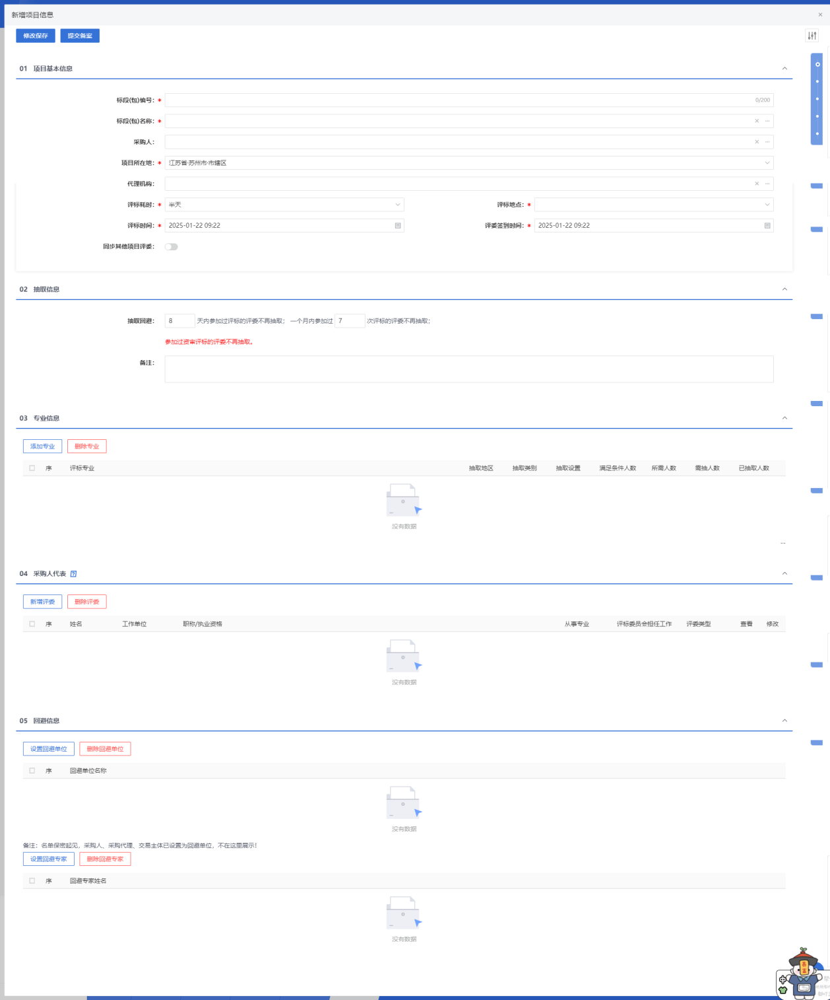 新增项目信息
修改保存 提交备案
01 项目基本信息
标段(包)编号: * 0/200
标段(包)名称: *
采购人:
项目所在地: * 江苏省·苏州市·市辖区
代理机构:
评标耗时: * 半天 评标地点: *
评标时间: * 2025-01-22 09:22 评委签到时间: * 2025-01-22 09:22
同步其他项目评委:
02 抽取信息
抽取回避: 8 天内参加过评标的评委不再抽取; 一个月内参加过 7 次评标的评委不再抽取;
参加过资审评标的评委不再抽取。
备注:
03 专业信息
添加专业 删除专业
序 评标专业 抽取地区 抽取类别 抽取设置 满足条件人数 所需人数 需抽人数 已抽取人数
没有数据
--
04 采购人代表 ?
新增评委 删除评委
序 姓名 工作单位 职称/执业资格 从事专业 评标委员会担任工作 评委类型 查看 修改
没有数据
05 回避信息
设置回避单位 删除回避单位
序 回避单位名称
没有数据
备注: 名单保密起见, 采购人、采购代理、交易主体已设置为回避单位, 不在这里展示!
设置回避专家 删除回避专家
序 回避专家姓名
没有数据